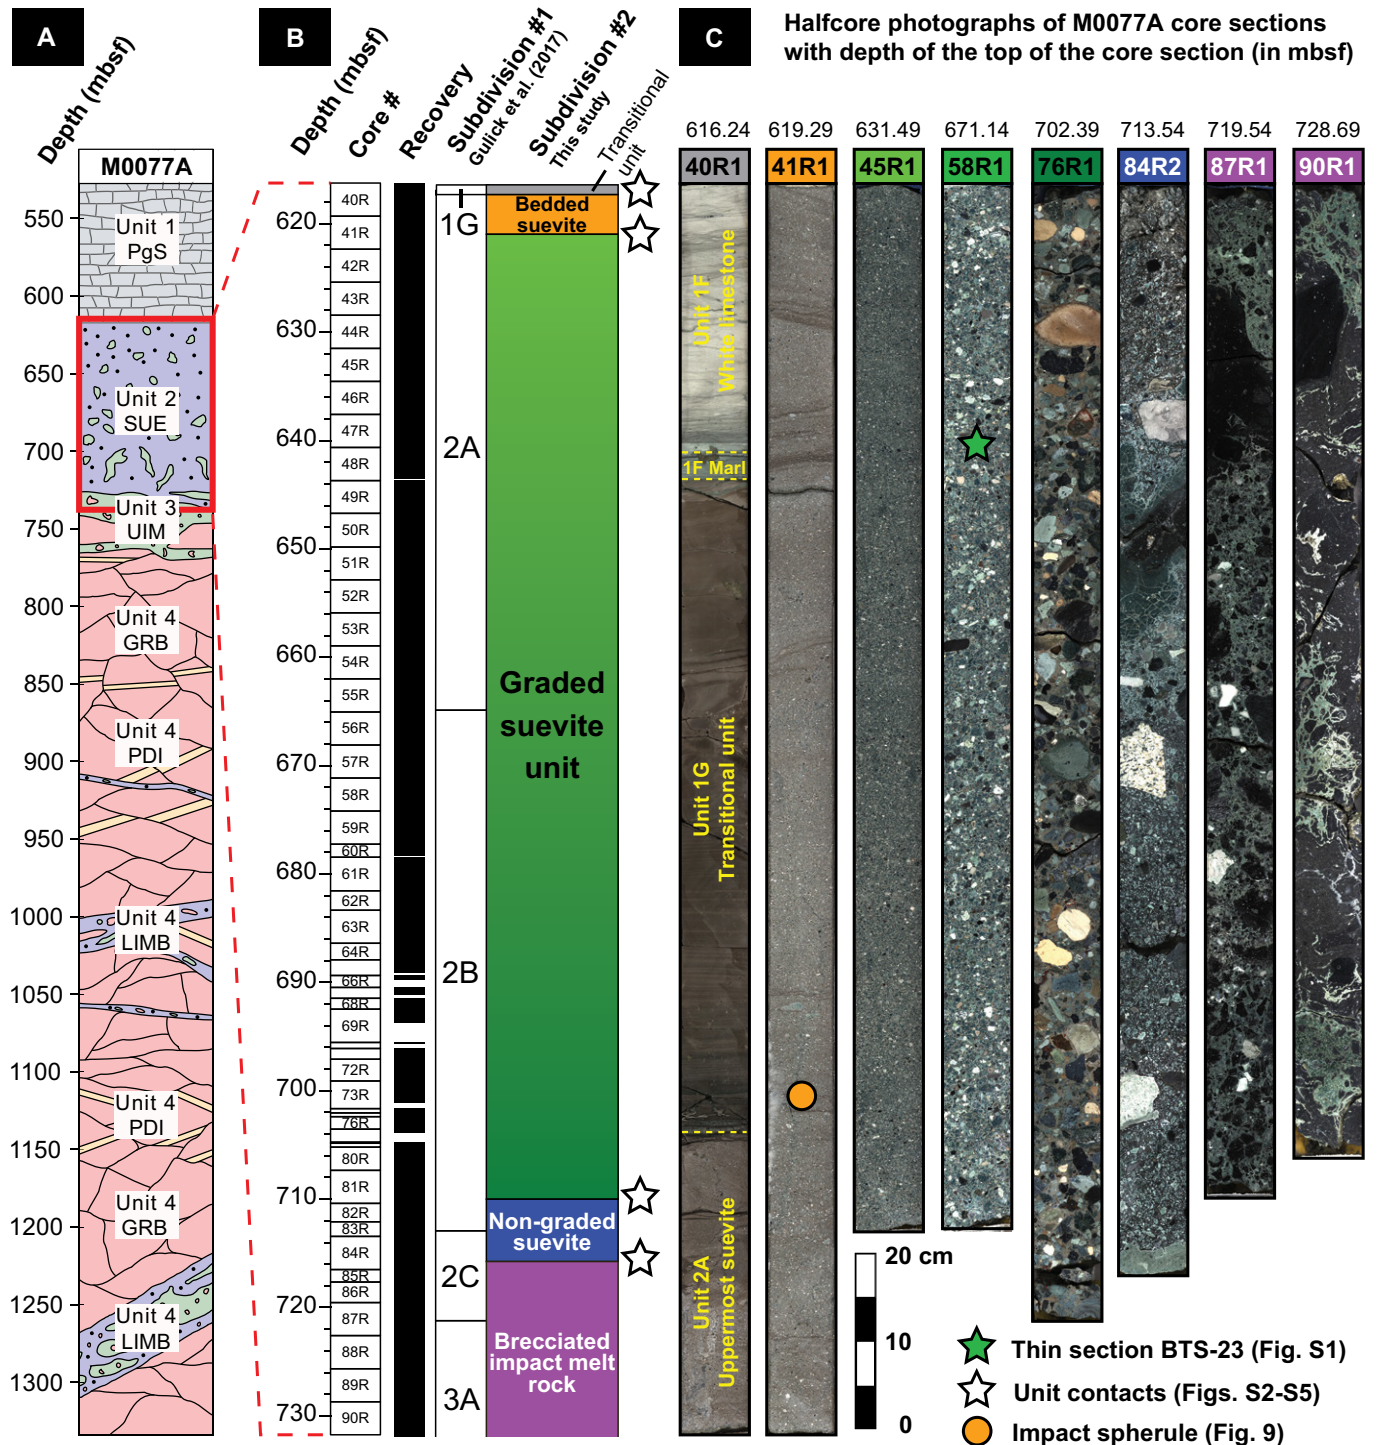 A
Depth (mbsf)
M0077A
550
600
650
700
750
800
850
900
950
1000
1050
1100
1150
1200
1250
1300
Unit 1
PgS
Unit 2
SUE
Unit 3
UIM
Unit 4
GRB
Unit 4
PDI
Unit 4
LIMB
Unit 4
PDI
Unit 4
GRB
Unit 4
LIMB
B
Depth (mbsf)
Core #
Recovery
Subdivision #1
Gulick et al. (2017)
Subdivision #2
This study
Transitional
unit
620
630
640
650
660
670
680
690
700
710
720
730
40R
41R
42R
43R
44R
45R
46R
47R
48R
49R
50R
51R
52R
53R
54R
55R
56R
57R
58R
59R
60R
61R
62R
63R
64R
66R
68R
69R
72R
73R
76R
80R
81R
82R
83R
84R
85R
86R
87R
88R
89R
90R
1G
2A
2B
2C
3A
Bedded
suevite
Graded
suevite
unit
Non-graded
suevite
Brecciated
impact melt
rock
C
Halfcore photographs of M0077A core sections
with depth of the top of the core section (in mbsf)
616.24 619.29 631.49 671.14 702.39 713.54 719.54 728.69
40R1 41R1 45R1 58R1 76R1 84R2 87R1 90R1
Unit 1F
White limestone
1F Marl
Unit 1G
Transitional unit
Unit 2A
Uppermost suevite
20 cm
10
0
Thin section BTS-23 (Fig. S1)
Unit contacts (Figs. S2-S5)
Impact spherule (Fig. 9)